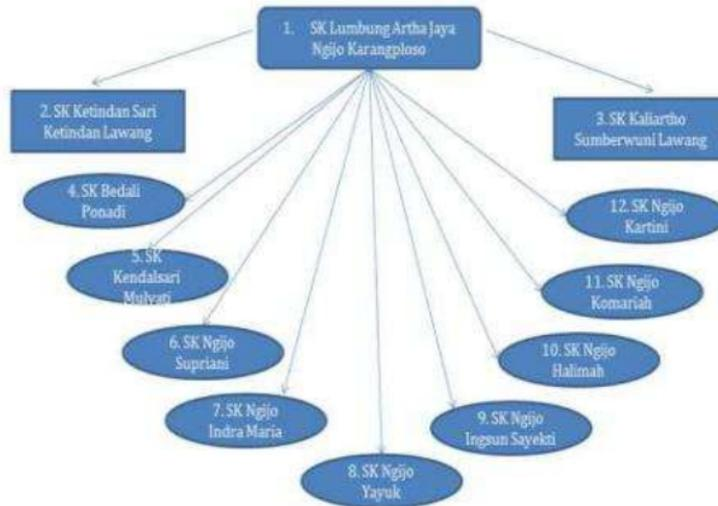 1. SK Lumbung Artha Jaya
Ngijo Karangploso
2. SK Ketindan Sari
Ketindan Lawang
3. SK Kaliartho
Sumberwuni Lawang
4. SK Bedali
Ponadi
5. SK
Kendalsari
Mulyati
6. SK Ngijo
Supriani
7. SK Ngijo
Indra Maria
8. SK Ngijo
Yayuk
9. SK Ngijo
Ingsun Sayekti
10. SK Ngijo
Halimah
11. SK Ngijo
Komariah
12. SK Ngijo
Kartini